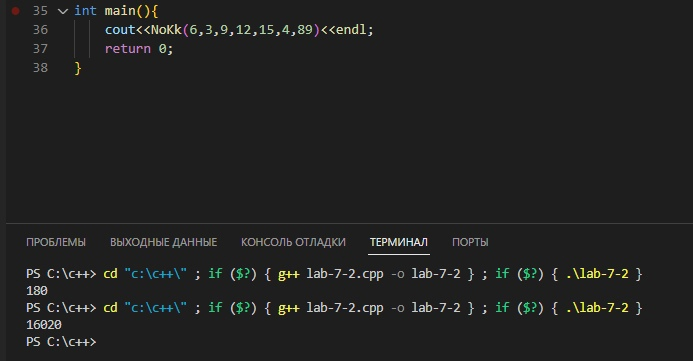 35 int main(){
36 cout<<NoKk(6,3,9,12,15,4,89)<<endl;
37 return 0;
38 }
ПРОБЛЕМЫ ВЫХОДНЫЕ ДАННЫЕ КОНСОЛЬ ОТЛАДКИ ТЕРМИНАЛ ПОРТЫ
PS C:\c++> cd "c:\c++\" ; if ($?) { g++ lab-7-2.cpp -o lab-7-2 } ; if ($?) { .\lab-7-2 }
180
PS C:\c++> cd "c:\c++\" ; if ($?) { g++ lab-7-2.cpp -o lab-7-2 } ; if ($?) { .\lab-7-2 }
16020
PS C:\c++>